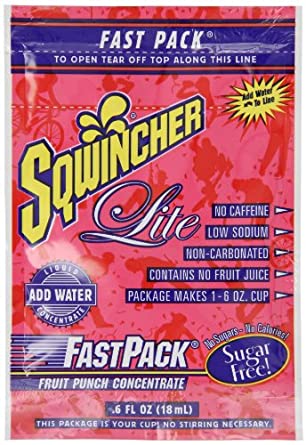 FAST PACK®
TO OPEN TEAR OFF TOP ALONG THIS LINE
Add Water
To Line
SQWINCHER®
Lite
NO CAFFEINE
LOW SODIUM
NON-CARBONATED
CONTAINS NO FRUIT JUICE
PACKAGE MAKES 1 - 6 OZ. CUP
LIQUID
ADD WATER
CONCENTRATE
No Sugars - No Calories!
Sugar
Free!
FASTPACK®
FRUIT PUNCH CONCENTRATE
.6 FL OZ (18 mL)
THIS PACKAGE IS YOUR CUP! NO STIRRING NECESSARY.